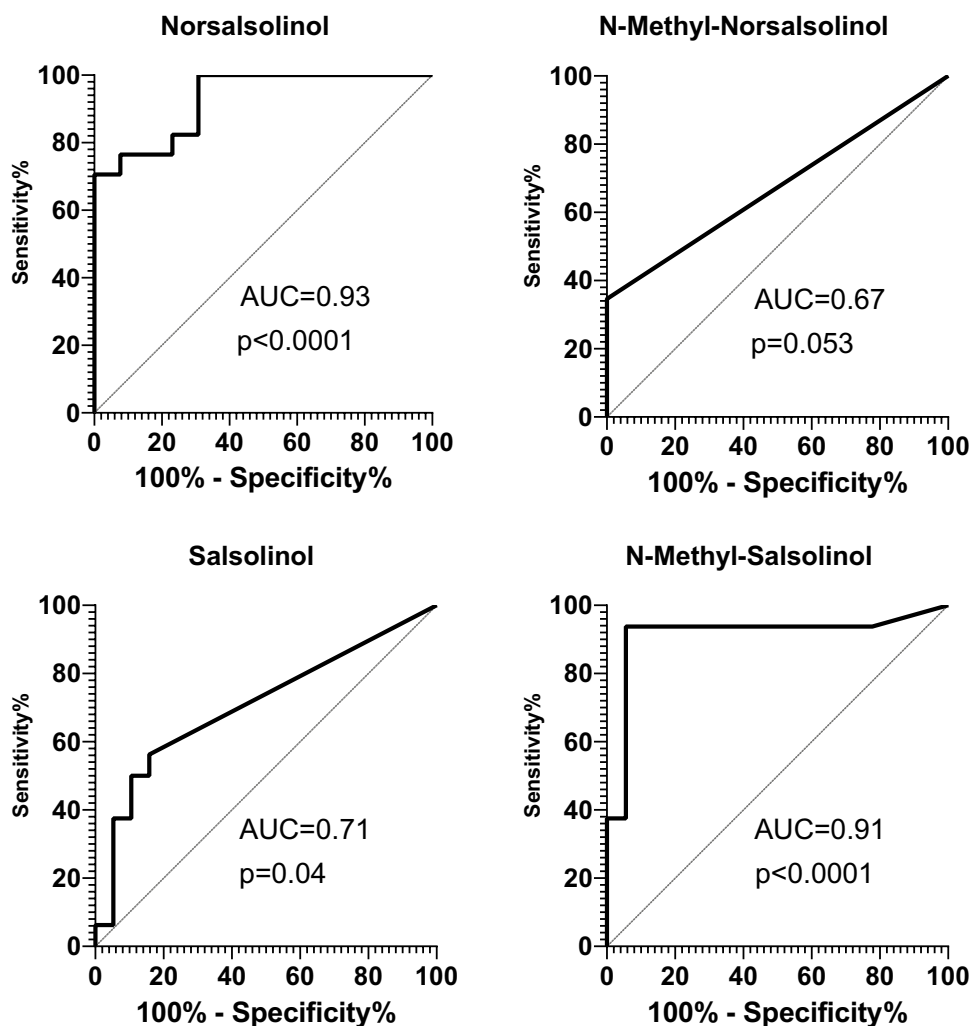 Norsalsolinol
Sensitivity%
100
80
60
40
20
0
AUC=0.93
p<0.0001
0 20 40 60 80 100
100% - Specificity%
N-Methyl-Norsalsolinol
Sensitivity%
100
80
60
40
20
0
AUC=0.67
p=0.053
0 20 40 60 80 100
100% - Specificity%
Salsolinol
Sensitivity%
100
80
60
40
20
0
AUC=0.71
p=0.04
0 20 40 60 80 100
100% - Specificity%
N-Methyl-Salsolinol
Sensitivity%
100
80
60
40
20
0
AUC=0.91
p<0.0001
0 20 40 60 80 100
100% - Specificity%